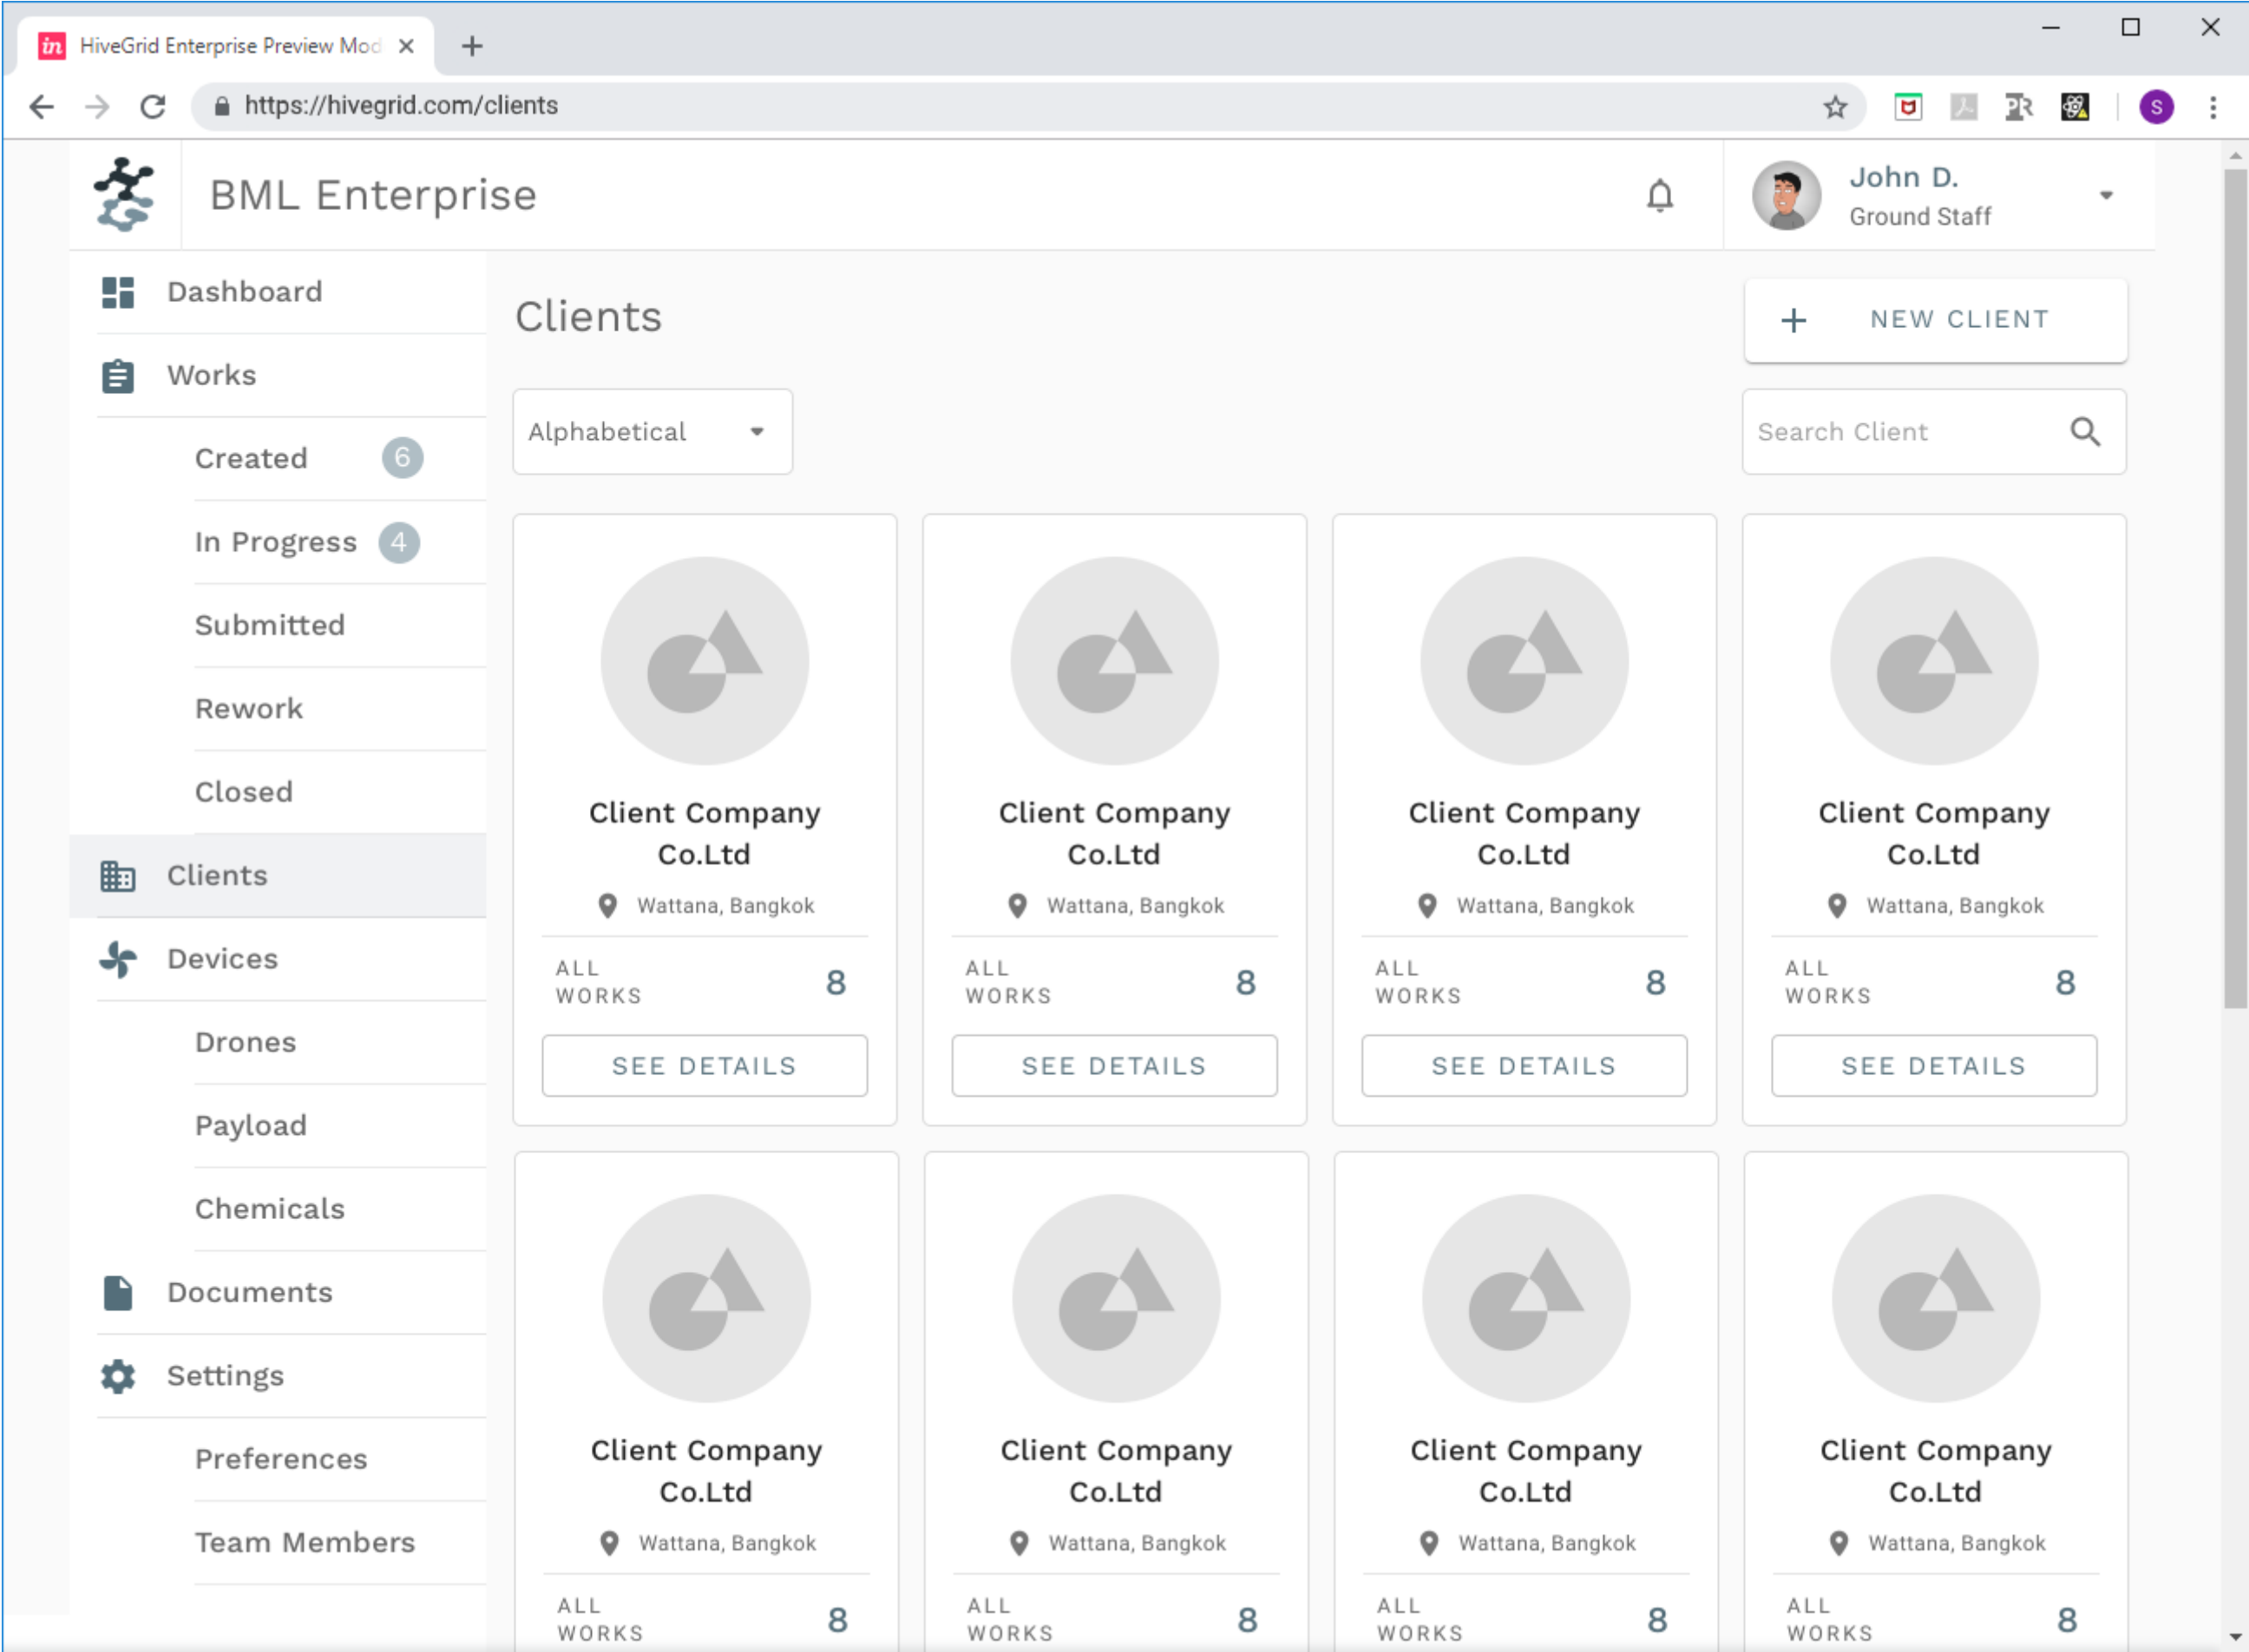 HiveGrid Enterprise Preview Mod
https://hivegrid.com/clients
S
BML Enterprise
John D.
Ground Staff
Dashboard
Works
Created 6
In Progress 4
Submitted
Rework
Closed
Clients
Devices
Drones
Payload
Chemicals
Documents
Settings
Preferences
Team Members
Clients
+ NEW CLIENT
Alphabetical
Search Client
Client Company
Co.Ltd
Wattana, Bangkok
ALL
WORKS
8
SEE DETAILS
Client Company
Co.Ltd
Wattana, Bangkok
ALL
WORKS
8
SEE DETAILS
Client Company
Co.Ltd
Wattana, Bangkok
ALL
WORKS
8
SEE DETAILS
Client Company
Co.Ltd
Wattana, Bangkok
ALL
WORKS
8
SEE DETAILS
Client Company
Co.Ltd
Wattana, Bangkok
ALL
WORKS
8
Client Company
Co.Ltd
Wattana, Bangkok
ALL
WORKS
8
Client Company
Co.Ltd
Wattana, Bangkok
ALL
WORKS
8
Client Company
Co.Ltd
Wattana, Bangkok
ALL
WORKS
8